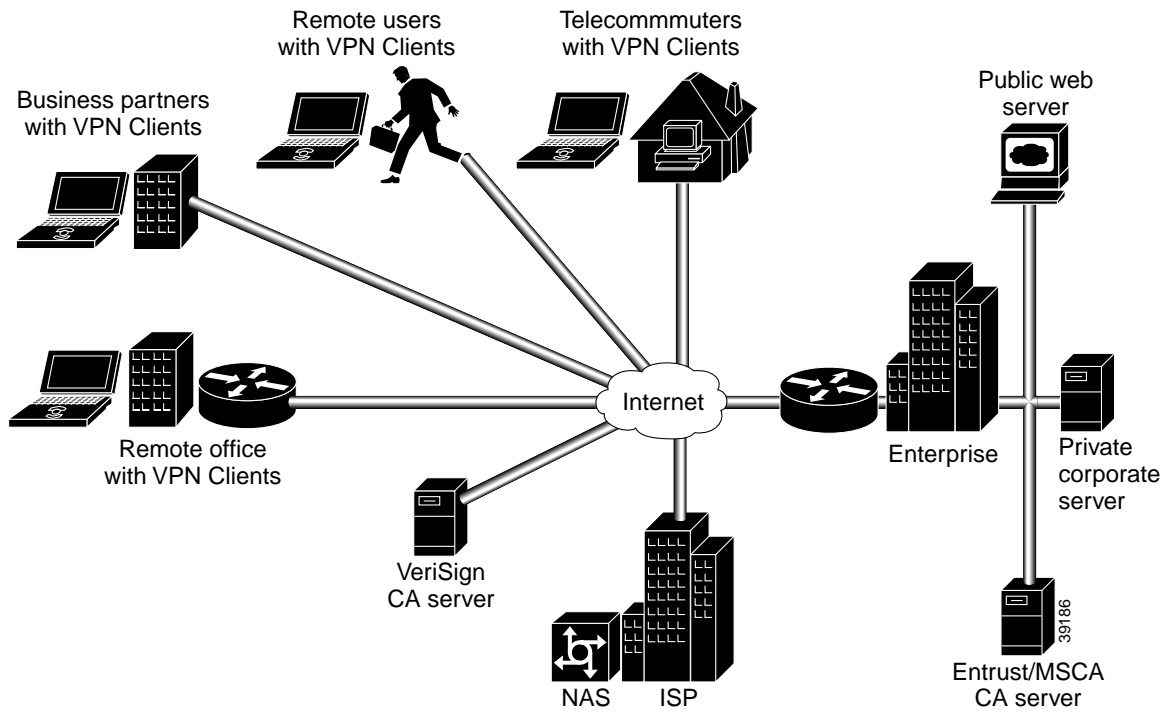 Remote users
with VPN Clients
Telecommmuters
with VPN Clients
Public web
server
Business partners
with VPN Clients
Internet
Enterprise
Private
corporate
server
Remote office
with VPN Clients
VeriSign
CA server
NAS
ISP
39186
Entrust/MSCA
CA server